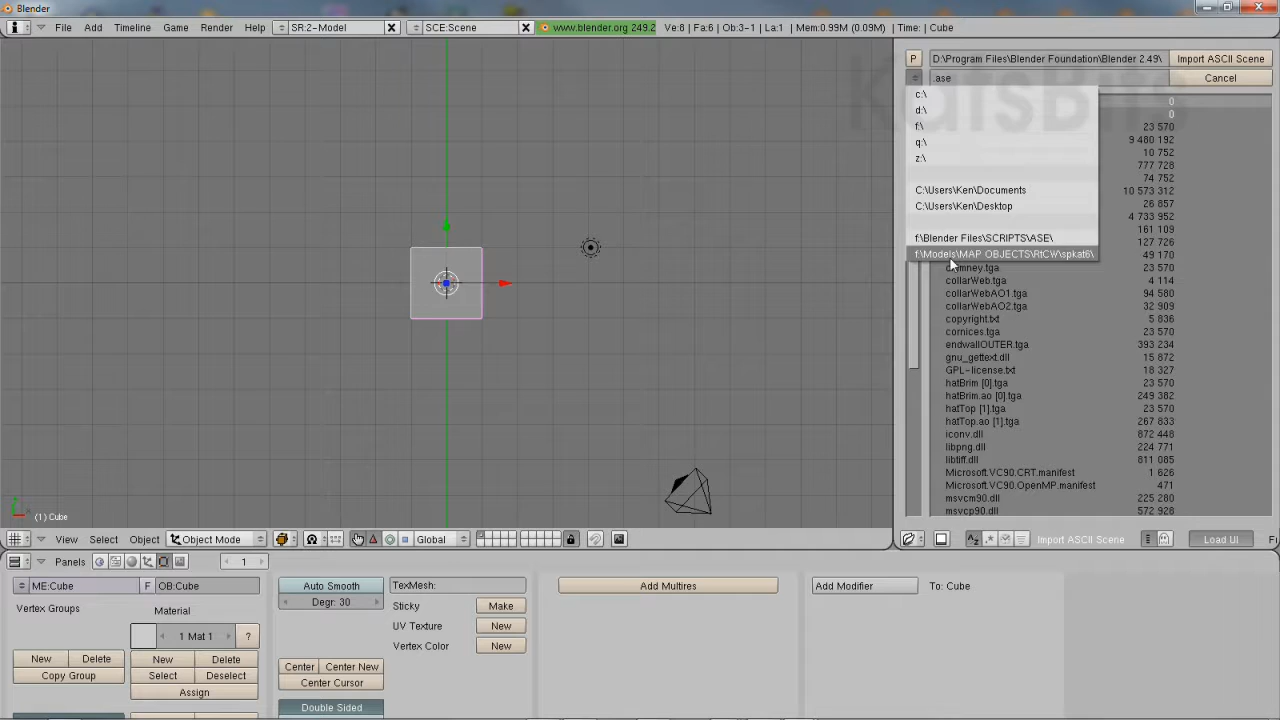 Blender
File Add Timeline Game Render Help SR:2-Model SCE:Scene www.blender.org 249.2 Ve:8 | Fa:6 | Ob:3-1 | La:1 | Mem:0.99M (0.09M) | Time: | Cube
P D:\Program Files\Blender Foundation\Blender 2.49\ Import ASCII Scene
.ase Cancel
KatsBits
c:\ 0
d:\ 0
f:\ 23 570
9 480 192
q:\ 10 752
z:\ 777 728
74 752
C:\Users\Ken\Documents 10 573 312
C:\Users\Ken\Desktop 26 857
4 733 952
161 109
f:\Blender Files\SCRIPTS\ASE\ 127 726
f:\Models\MAP OBJECTS\RtCW\spkat6\ 49 170
chimney.tga 23 570
collarWeb.tga 4 114
collarWebAO1.tga 94 580
collarWebAO2.tga 32 909
copyright.txt 5 836
cornices.tga 23 570
endwallOUTER.tga 393 234
gnu_gettext.dll 15 872
GPL-license.txt 18 327
hatBrim [0].tga 23 570
hatBrim.ao [0].tga 249 382
hatTop [1].tga 23 570
hatTop.ao [1].tga 267 833
iconv.dll 872 448
libpng.dll 224 771
libtiff.dll 811 085
Microsoft.VC90.CRT.manifest 1 626
Microsoft.VC90.OpenMP.manifest 471
msvcm90.dll 225 280
msvcp90.dll 572 928
(1) Cube
View Select Object Object Mode Global Import ASCII Scene Load UI Fi
Panels 1
ME:Cube F OB:Cube Auto Smooth TexMesh: Add Multires Add Modifier To: Cube
Degr: 30
Vertex Groups Material Sticky Make
1 Mat 1 ? UV Texture New
Vertex Color New
New Delete New Delete Center Center New
Copy Group Select Deselect Center Cursor
Assign
Double Sided